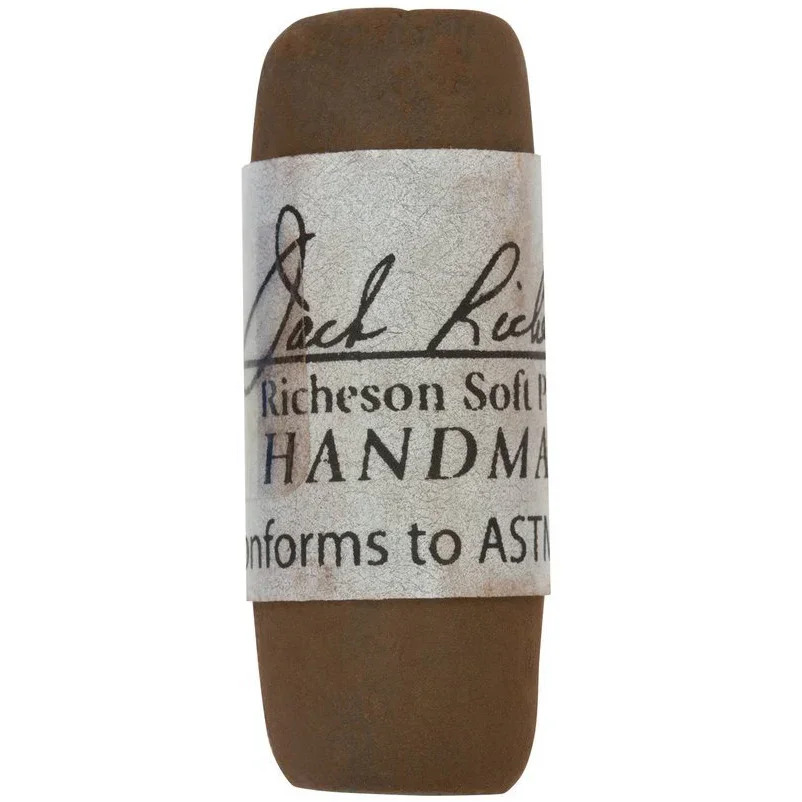 Jack Riche
Richeson Soft P
HANDMA
onforms to ASTM